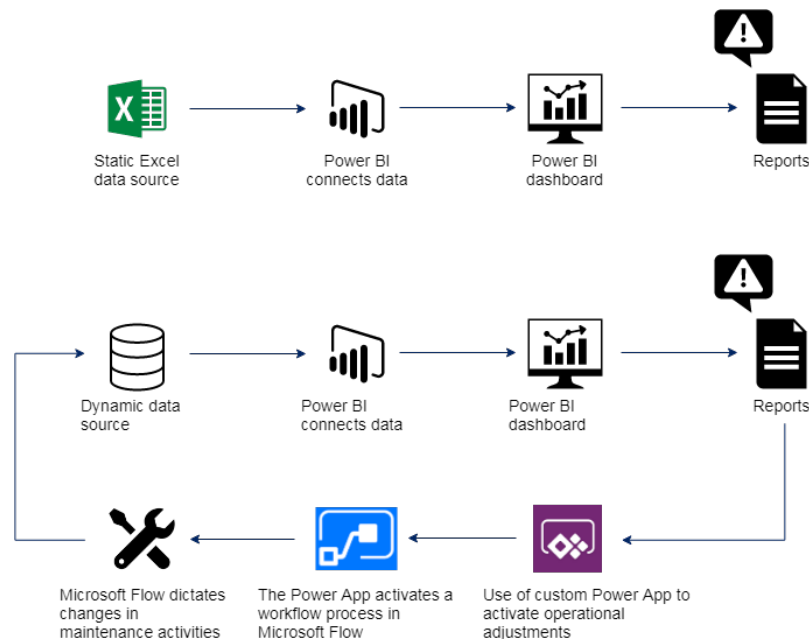 Static Excel
data source
Power BI
connects data
Power BI
dashboard
Reports
Dynamic data
source
Power BI
connects data
Power BI
dashboard
Reports
Microsoft Flow dictates
changes in
maintenance activities
The Power App activates a
workflow process in
Microsoft Flow
Use of custom Power App to
activate operational
adjustments